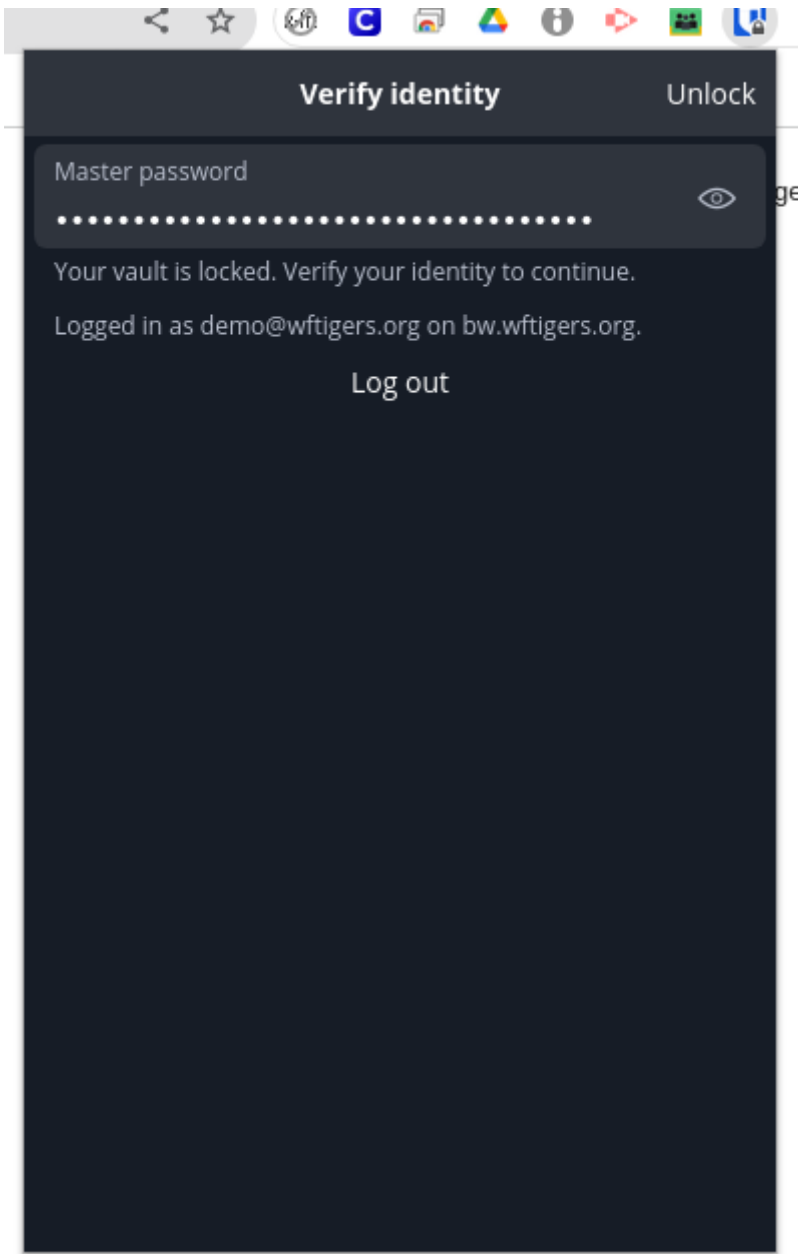 Verify identity
Unlock
Master password
Your vault is locked. Verify your identity to continue.
Logged in as demo@wftigers.org on bw.wftigers.org.
Log out